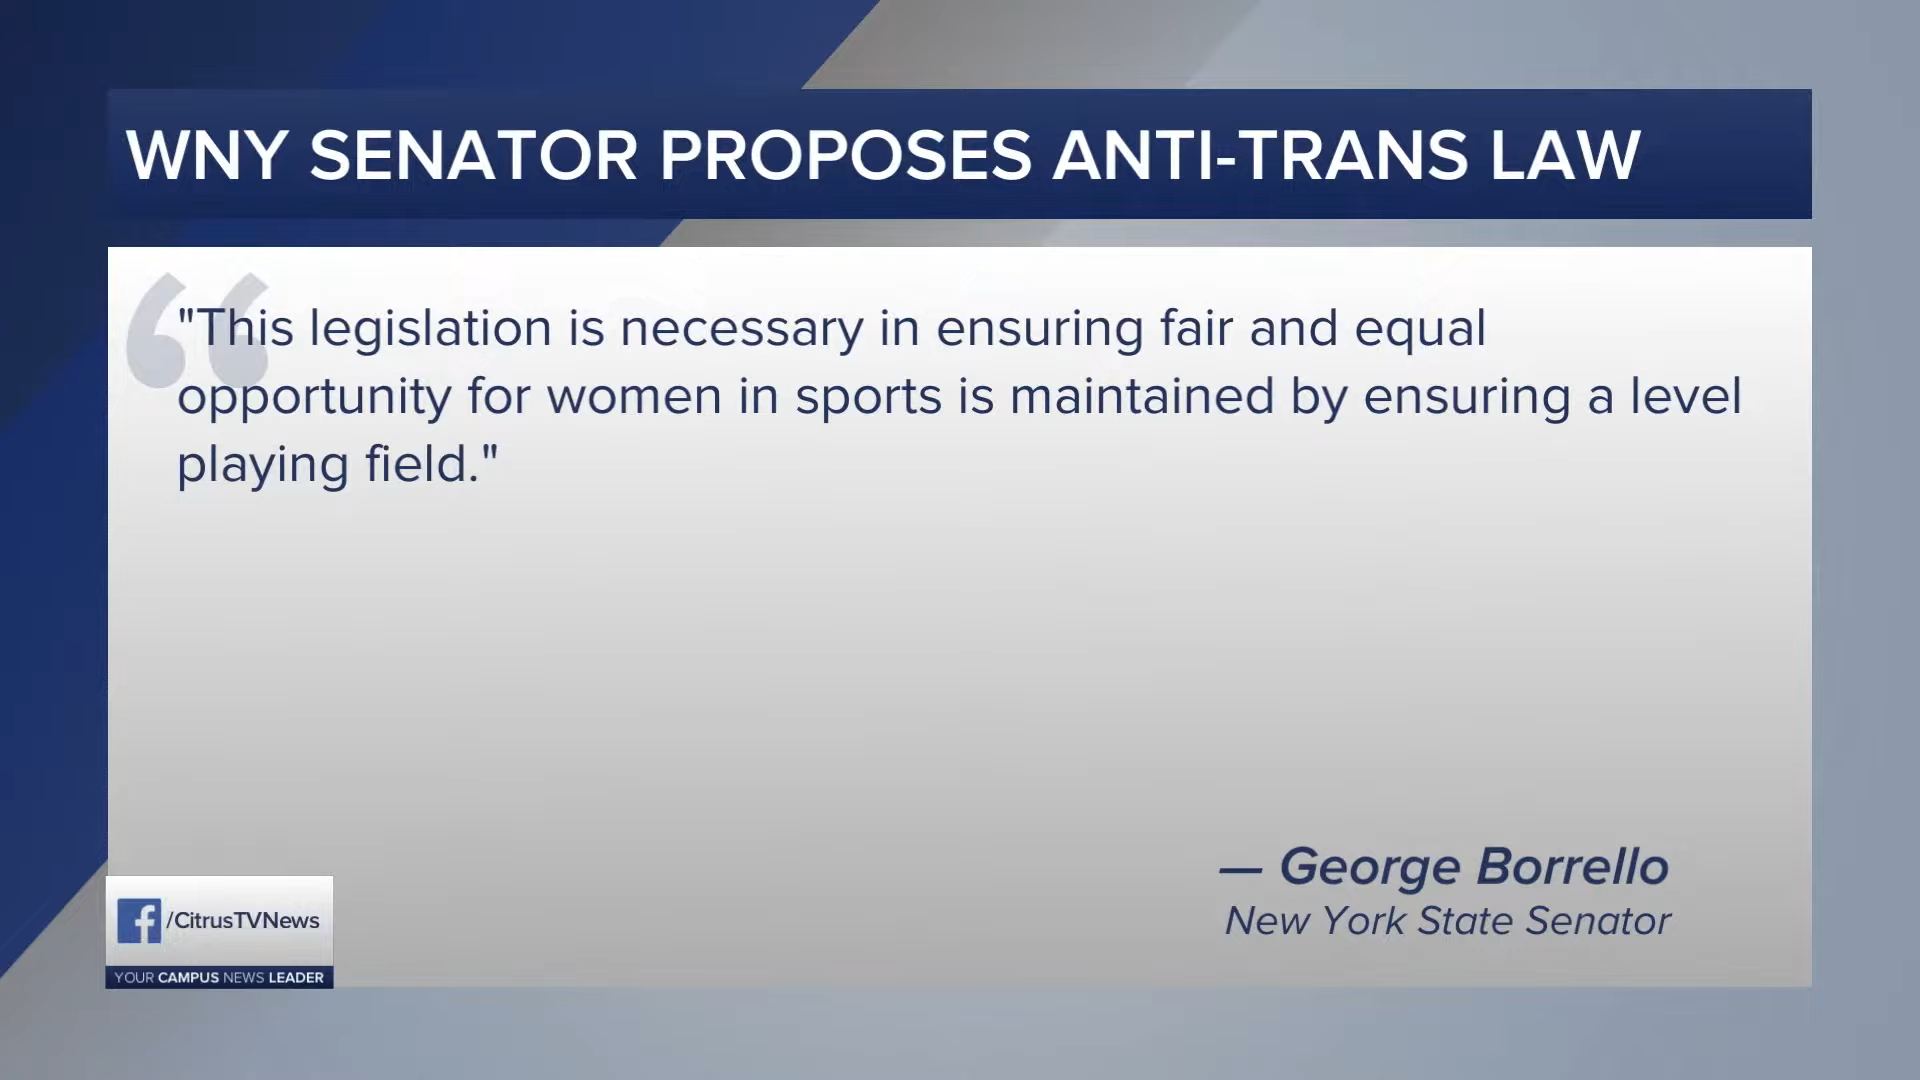 WNY SENATOR PROPOSES ANTI-TRANS LAW
"This legislation is necessary in ensuring fair and equal
opportunity for women in sports is maintained by ensuring a level
playing field."
— George Borrello
New York State Senator
/CitrusTVNews
YOUR CAMPUS NEWS LEADER